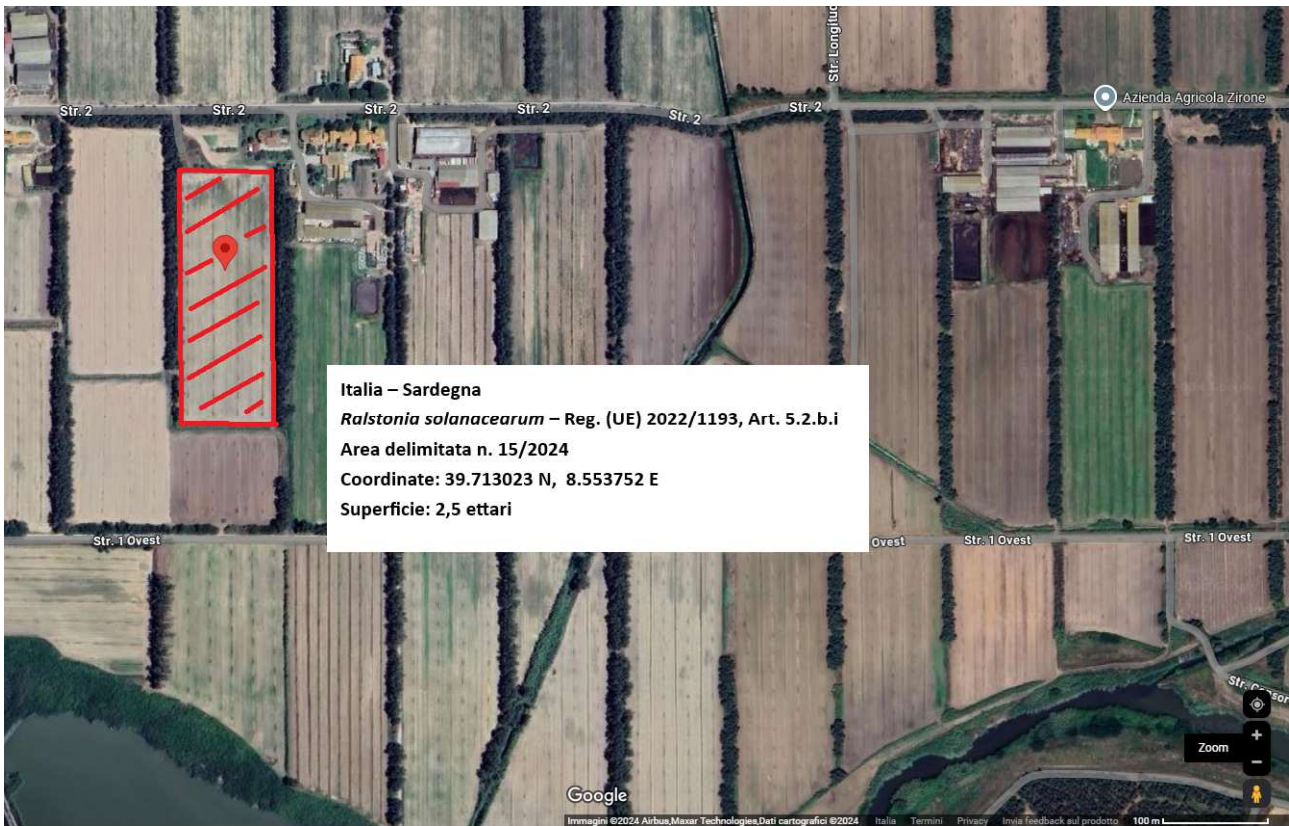 Str. Longitud
Azienda Agricola Zirone
Str. 2
Str. 2
Str. 2
Str. 2
Str. 2
Str. 2
Italia – Sardegna
Ralstonia solanacearum – Reg. (UE) 2022/1193, Art. 5.2.b.i
Area delimitata n. 15/2024
Coordinate: 39.713023 N, 8.553752 E
Superficie: 2,5 ettari
Str. 1 Ovest
Ovest
Str. 1 Ovest
Str. 1 Ovest
Str. Consor
Zoom
Google
Immagini ©2024 Airbus,Maxar Technologies,Dati cartografici ©2024 Italia Termini Privacy Invia feedback sul prodotto 100 m